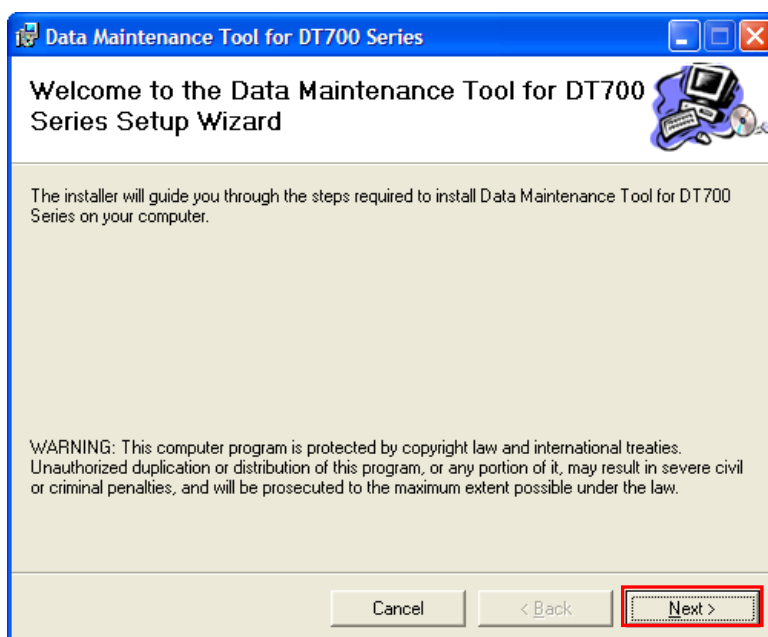 Data Maintenance Tool for DT700 Series
Welcome to the Data Maintenance Tool for DT700
Series Setup Wizard
The installer will guide you through the steps required to install Data Maintenance Tool for DT700
Series on your computer.
WARNING: This computer program is protected by copyright law and international treaties.
Unauthorized duplication or distribution of this program, or any portion of it, may result in severe civil
or criminal penalties, and will be prosecuted to the maximum extent possible under the law.
Cancel
< Back
Next >